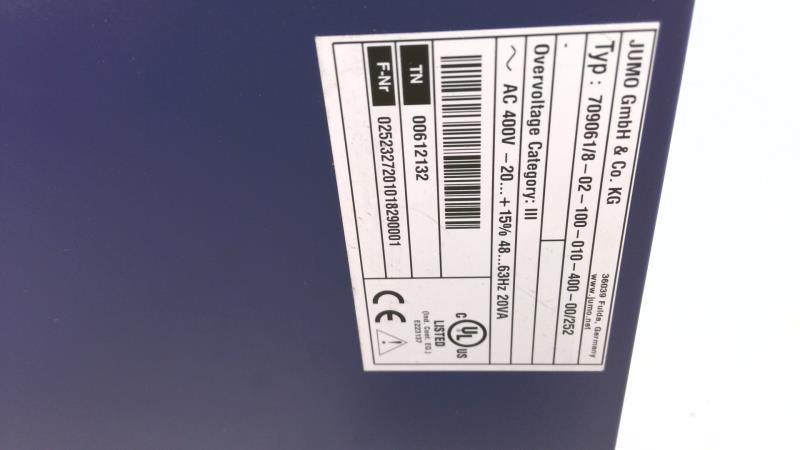 JUMO GmbH & Co. KG
36039 Fulda, Germany
www.jumo.net
Typ: 709061/8-02-100-010-400-00/252
Overvoltage Category: III
~ AC 400V -20...+15% 48...63Hz 20VA
TN 00612132
F-Nr 0252327201018290001
C UL US
LISTED
(Ind. Cont. EQ.)
E223137
CE